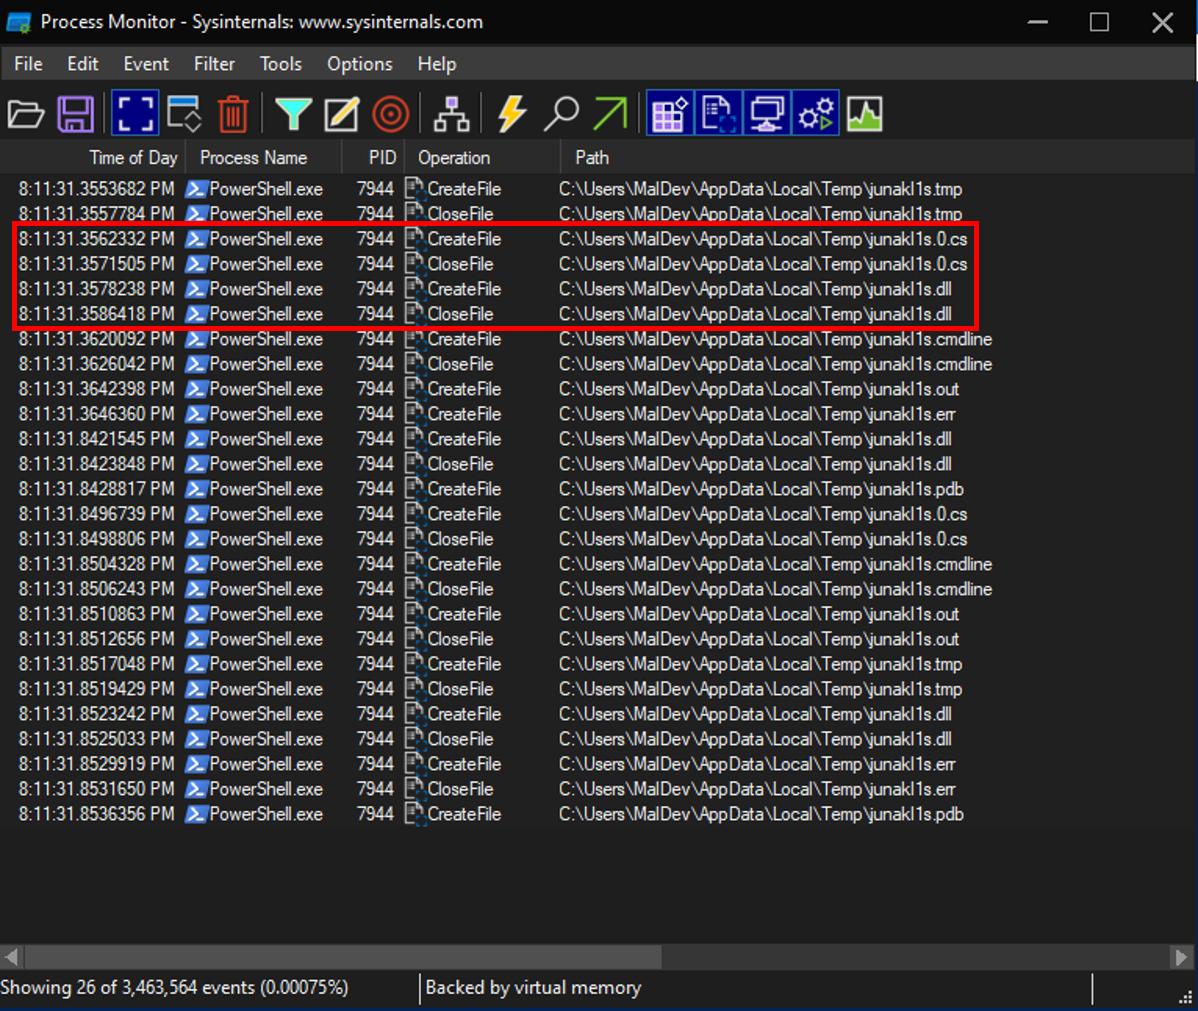 Process Monitor - Sysinternals: www.sysinternals.com
File Edit Event Filter Tools Options Help
Time of Day Process Name PID Operation Path
8:11:31.3553682 PM PowerShell.exe 7944 CreateFile C:\Users\MalDev\AppData\Local\Temp\junakl1s.tmp
8:11:31.3557784 PM PowerShell.exe 7944 CloseFile C:\Users\MalDev\AppData\Local\Temp\junakl1s.tmp
8:11:31.3562332 PM PowerShell.exe 7944 CreateFile C:\Users\MalDev\AppData\Local\Temp\junakl1s.0.cs
8:11:31.3571505 PM PowerShell.exe 7944 CloseFile C:\Users\MalDev\AppData\Local\Temp\junakl1s.0.cs
8:11:31.3578238 PM PowerShell.exe 7944 CreateFile C:\Users\MalDev\AppData\Local\Temp\junakl1s.dll
8:11:31.3586418 PM PowerShell.exe 7944 CloseFile C:\Users\MalDev\AppData\Local\Temp\junakl1s.dll
8:11:31.3620092 PM PowerShell.exe 7944 CreateFile C:\Users\MalDev\AppData\Local\Temp\junakl1s.cmdline
8:11:31.3626042 PM PowerShell.exe 7944 CloseFile C:\Users\MalDev\AppData\Local\Temp\junakl1s.cmdline
8:11:31.3642398 PM PowerShell.exe 7944 CreateFile C:\Users\MalDev\AppData\Local\Temp\junakl1s.out
8:11:31.3646360 PM PowerShell.exe 7944 CreateFile C:\Users\MalDev\AppData\Local\Temp\junakl1s.err
8:11:31.8421545 PM PowerShell.exe 7944 CreateFile C:\Users\MalDev\AppData\Local\Temp\junakl1s.dll
8:11:31.8423848 PM PowerShell.exe 7944 CloseFile C:\Users\MalDev\AppData\Local\Temp\junakl1s.dll
8:11:31.8428817 PM PowerShell.exe 7944 CreateFile C:\Users\MalDev\AppData\Local\Temp\junakl1s.pdb
8:11:31.8496739 PM PowerShell.exe 7944 CreateFile C:\Users\MalDev\AppData\Local\Temp\junakl1s.0.cs
8:11:31.8498806 PM PowerShell.exe 7944 CloseFile C:\Users\MalDev\AppData\Local\Temp\junakl1s.0.cs
8:11:31.8504328 PM PowerShell.exe 7944 CreateFile C:\Users\MalDev\AppData\Local\Temp\junakl1s.cmdline
8:11:31.8506243 PM PowerShell.exe 7944 CloseFile C:\Users\MalDev\AppData\Local\Temp\junakl1s.cmdline
8:11:31.8510863 PM PowerShell.exe 7944 CreateFile C:\Users\MalDev\AppData\Local\Temp\junakl1s.out
8:11:31.8512656 PM PowerShell.exe 7944 CloseFile C:\Users\MalDev\AppData\Local\Temp\junakl1s.out
8:11:31.8517048 PM PowerShell.exe 7944 CreateFile C:\Users\MalDev\AppData\Local\Temp\junakl1s.tmp
8:11:31.8519429 PM PowerShell.exe 7944 CloseFile C:\Users\MalDev\AppData\Local\Temp\junakl1s.tmp
8:11:31.8523242 PM PowerShell.exe 7944 CreateFile C:\Users\MalDev\AppData\Local\Temp\junakl1s.dll
8:11:31.8525033 PM PowerShell.exe 7944 CloseFile C:\Users\MalDev\AppData\Local\Temp\junakl1s.dll
8:11:31.8529919 PM PowerShell.exe 7944 CreateFile C:\Users\MalDev\AppData\Local\Temp\junakl1s.err
8:11:31.8531650 PM PowerShell.exe 7944 CloseFile C:\Users\MalDev\AppData\Local\Temp\junakl1s.err
8:11:31.8536356 PM PowerShell.exe 7944 CreateFile C:\Users\MalDev\AppData\Local\Temp\junakl1s.pdb
Showing 26 of 3,463,564 events (0.00075%) Backed by virtual memory